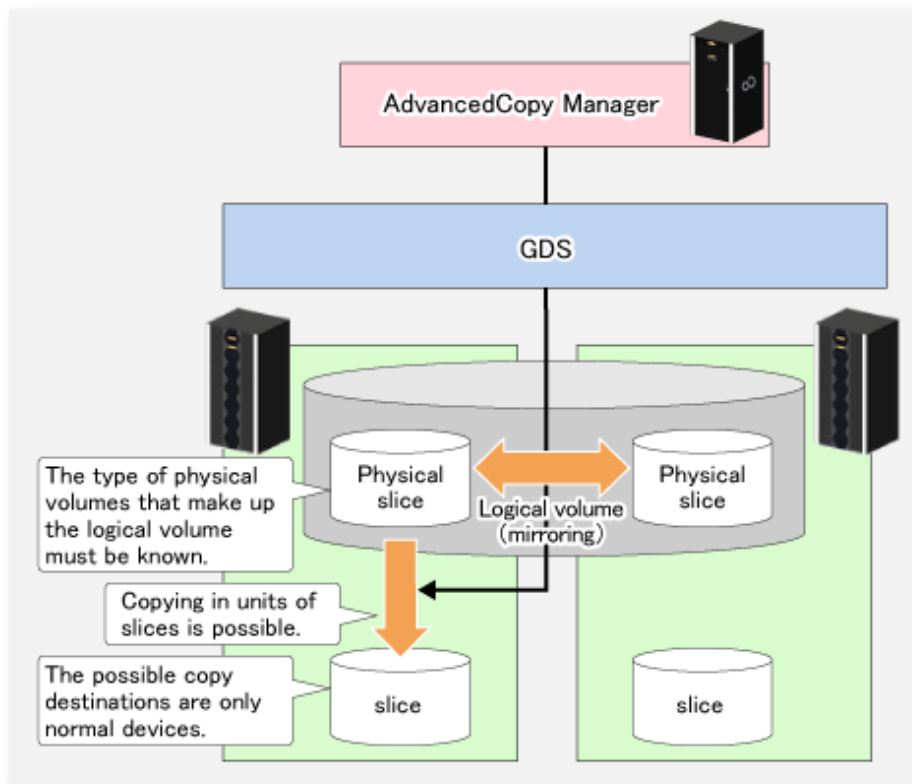 AdvancedCopy Manager
GDS
Physical
slice
Physical
slice
Logical volume
(mirroring)
The type of physical
volumes that make up
the logical volume
must be known.
Copying in units of
slices is possible.
The possible copy
destinations are only
normal devices.
slice
slice